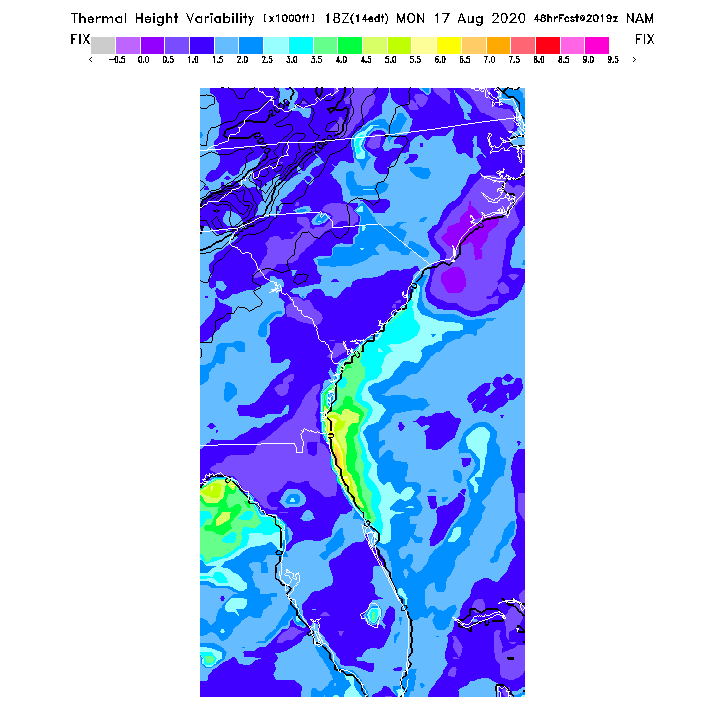 Thermal Height Variability [x1000ft] 18Z(14edt) MON 17 Aug 2020 48hrFcst@2019z NAM
FIX FIX
< -0.5 0.0 0.5 1.0 1.5 2.0 2.5 3.0 3.5 4.0 4.5 5.0 5.5 6.0 6.5 7.0 7.5 8.0 8.5 9.0 9.5 >